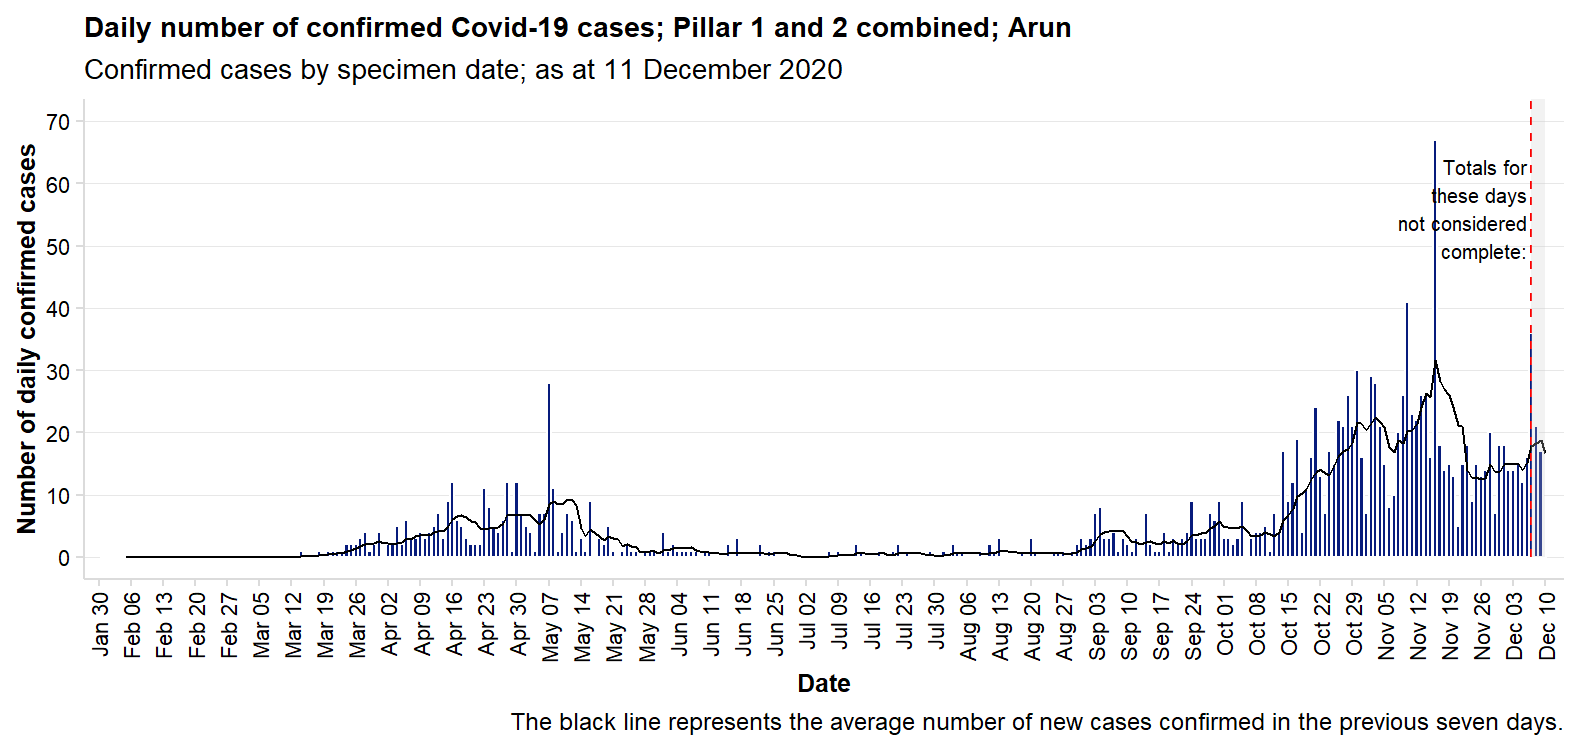 Daily number of confirmed Covid-19 cases; Pillar 1 and 2 combined; Arun
Confirmed cases by specimen date; as at 11 December 2020
Number of daily confirmed cases
70
60
50
40
30
20
10
0
Totals for
these days
not considered
complete:
Jan 30
Feb 06
Feb 13
Feb 20
Feb 27
Mar 05
Mar 12
Mar 19
Mar 26
Apr 02
Apr 09
Apr 16
Apr 23
Apr 30
May 07
May 14
May 21
May 28
Jun 04
Jun 11
Jun 18
Jun 25
Jul 02
Jul 09
Jul 16
Jul 23
Jul 30
Aug 06
Aug 13
Aug 20
Aug 27
Sep 03
Sep 10
Sep 17
Sep 24
Oct 01
Oct 08
Oct 15
Oct 22
Oct 29
Nov 05
Nov 12
Nov 19
Nov 26
Dec 03
Dec 10
Date
The black line represents the average number of new cases confirmed in the previous seven days.